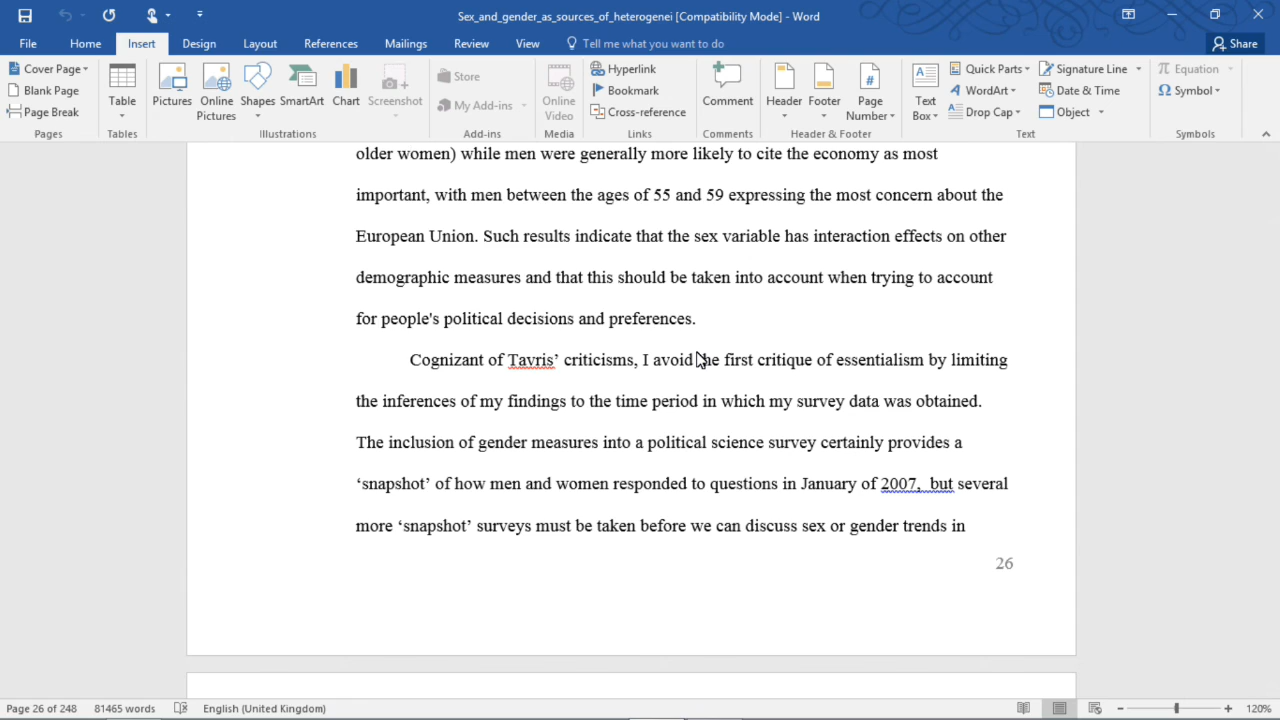 Sex_and_gender_as_sources_of_heterogenei [Compatibility Mode] - Word
File Home Insert Design Layout References Mailings Review View Tell me what you want to do Share
Cover Page
Blank Page
Page Break
Pages
Table
Tables
Pictures
Online Pictures
Shapes
SmartArt
Chart
Screenshot
Illustrations
Store
My Add-ins
Add-ins
Online Video
Media
Hyperlink
Bookmark
Cross-reference
Links
Comment
Comments
Header
Footer
Page Number
Header & Footer
Text Box
Quick Parts
WordArt
Drop Cap
Signature Line
Date & Time
Object
Text
Equation
Symbol
Symbols
older women) while men were generally more likely to cite the economy as most
important, with men between the ages of 55 and 59 expressing the most concern about the
European Union. Such results indicate that the sex variable has interaction effects on other
demographic measures and that this should be taken into account when trying to account
for people's political decisions and preferences.
Cognizant of Tavris’ criticisms, I avoid the first critique of essentialism by limiting
the inferences of my findings to the time period in which my survey data was obtained.
The inclusion of gender measures into a political science survey certainly provides a
‘snapshot’ of how men and women responded to questions in January of 2007,  but several
more ‘snapshot’ surveys must be taken before we can discuss sex or gender trends in
26
Page 26 of 248 81465 words English (United Kingdom) 120%